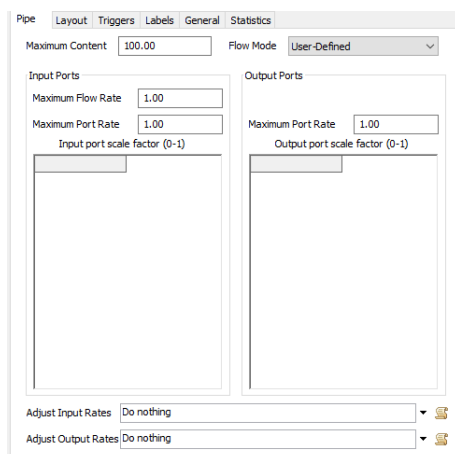 Pipe Layout Triggers Labels General Statistics
Maximum Content 100.00 Flow Mode User-Defined
Input Ports Output Ports
Maximum Flow Rate 1.00
Maximum Port Rate 1.00 Maximum Port Rate 1.00
Input port scale factor (0-1) Output port scale factor (0-1)
Adjust Input Rates Do nothing
Adjust Output Rates Do nothing